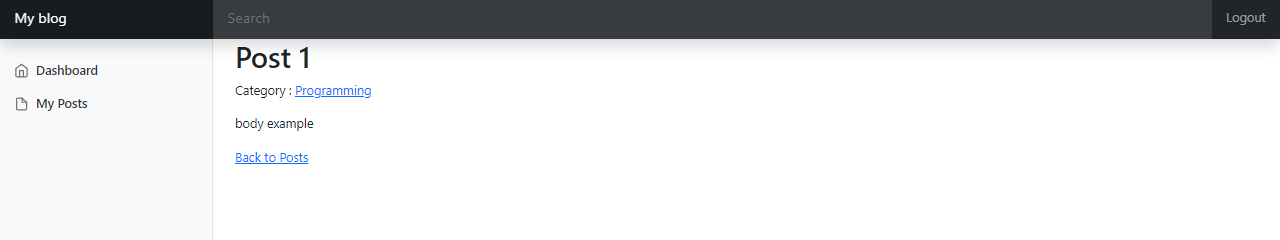 My blog
Search
Logout
Dashboard
My Posts
Post 1
Category : Programming
body example
Back to Posts